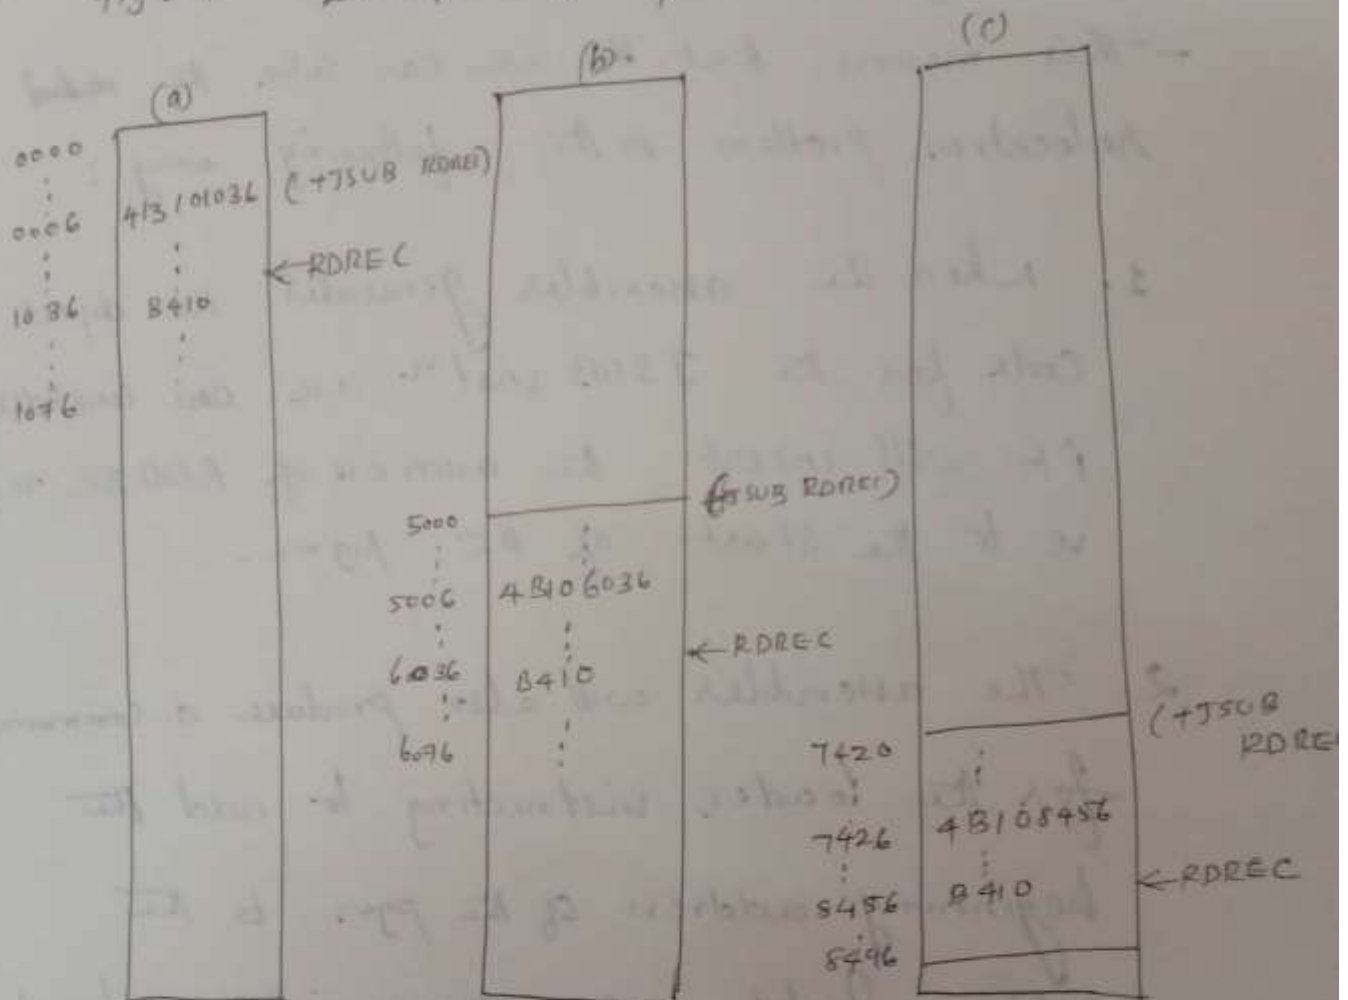 (a)
0000
0006
1036
1076
4B101036
B410
(+JSUB RDREC)
← RDREC
(b).
5000
5006
6036
6076
4B106036
B410
(+JSUB RDREC)
← RDREC
(c)
7420
7426
8456
8496
4B108456
B410
(+JSUB
RDREC
← RDREC